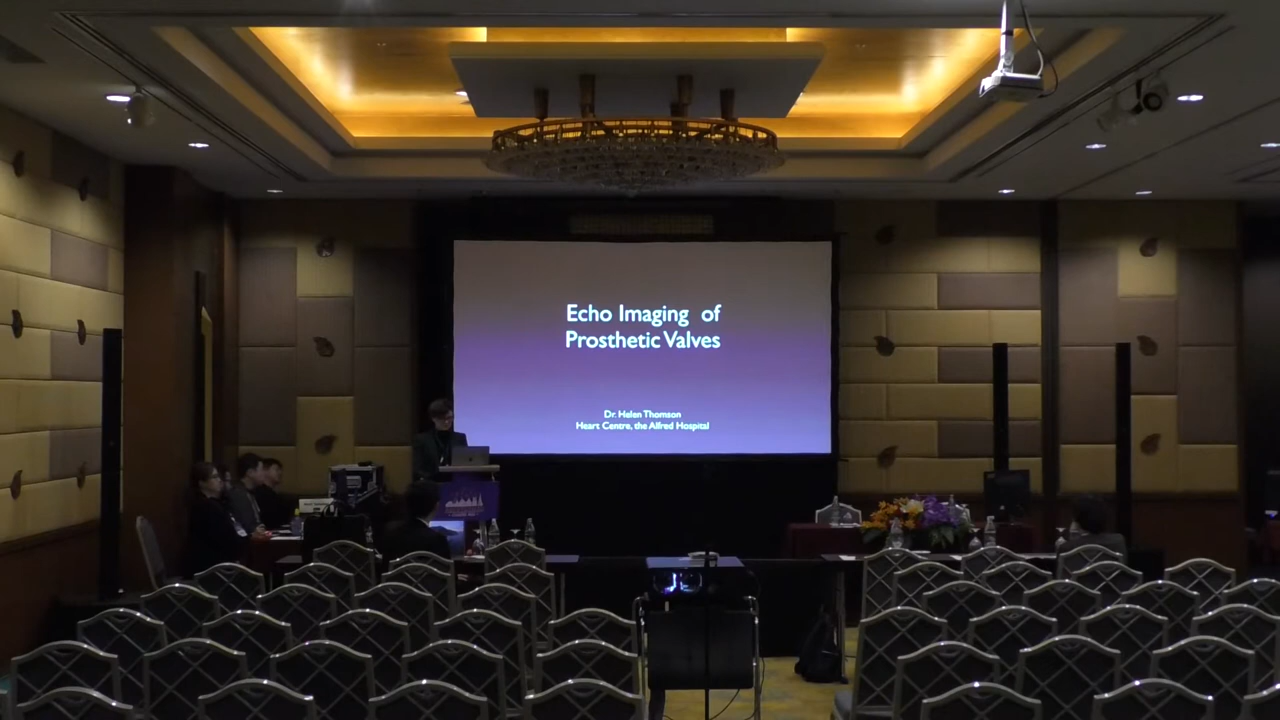 Echo Imaging of
Prosthetic Valves
Dr. Helen Thomson
Heart Centre, the Alfred Hospital